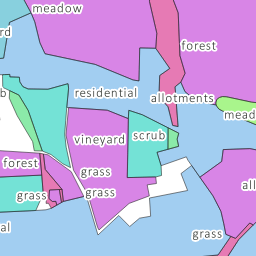 meadow
rd
forest
residential
b
allotments
mead
vineyard
scrub
forest
grass
all
grass
grass
grass
al